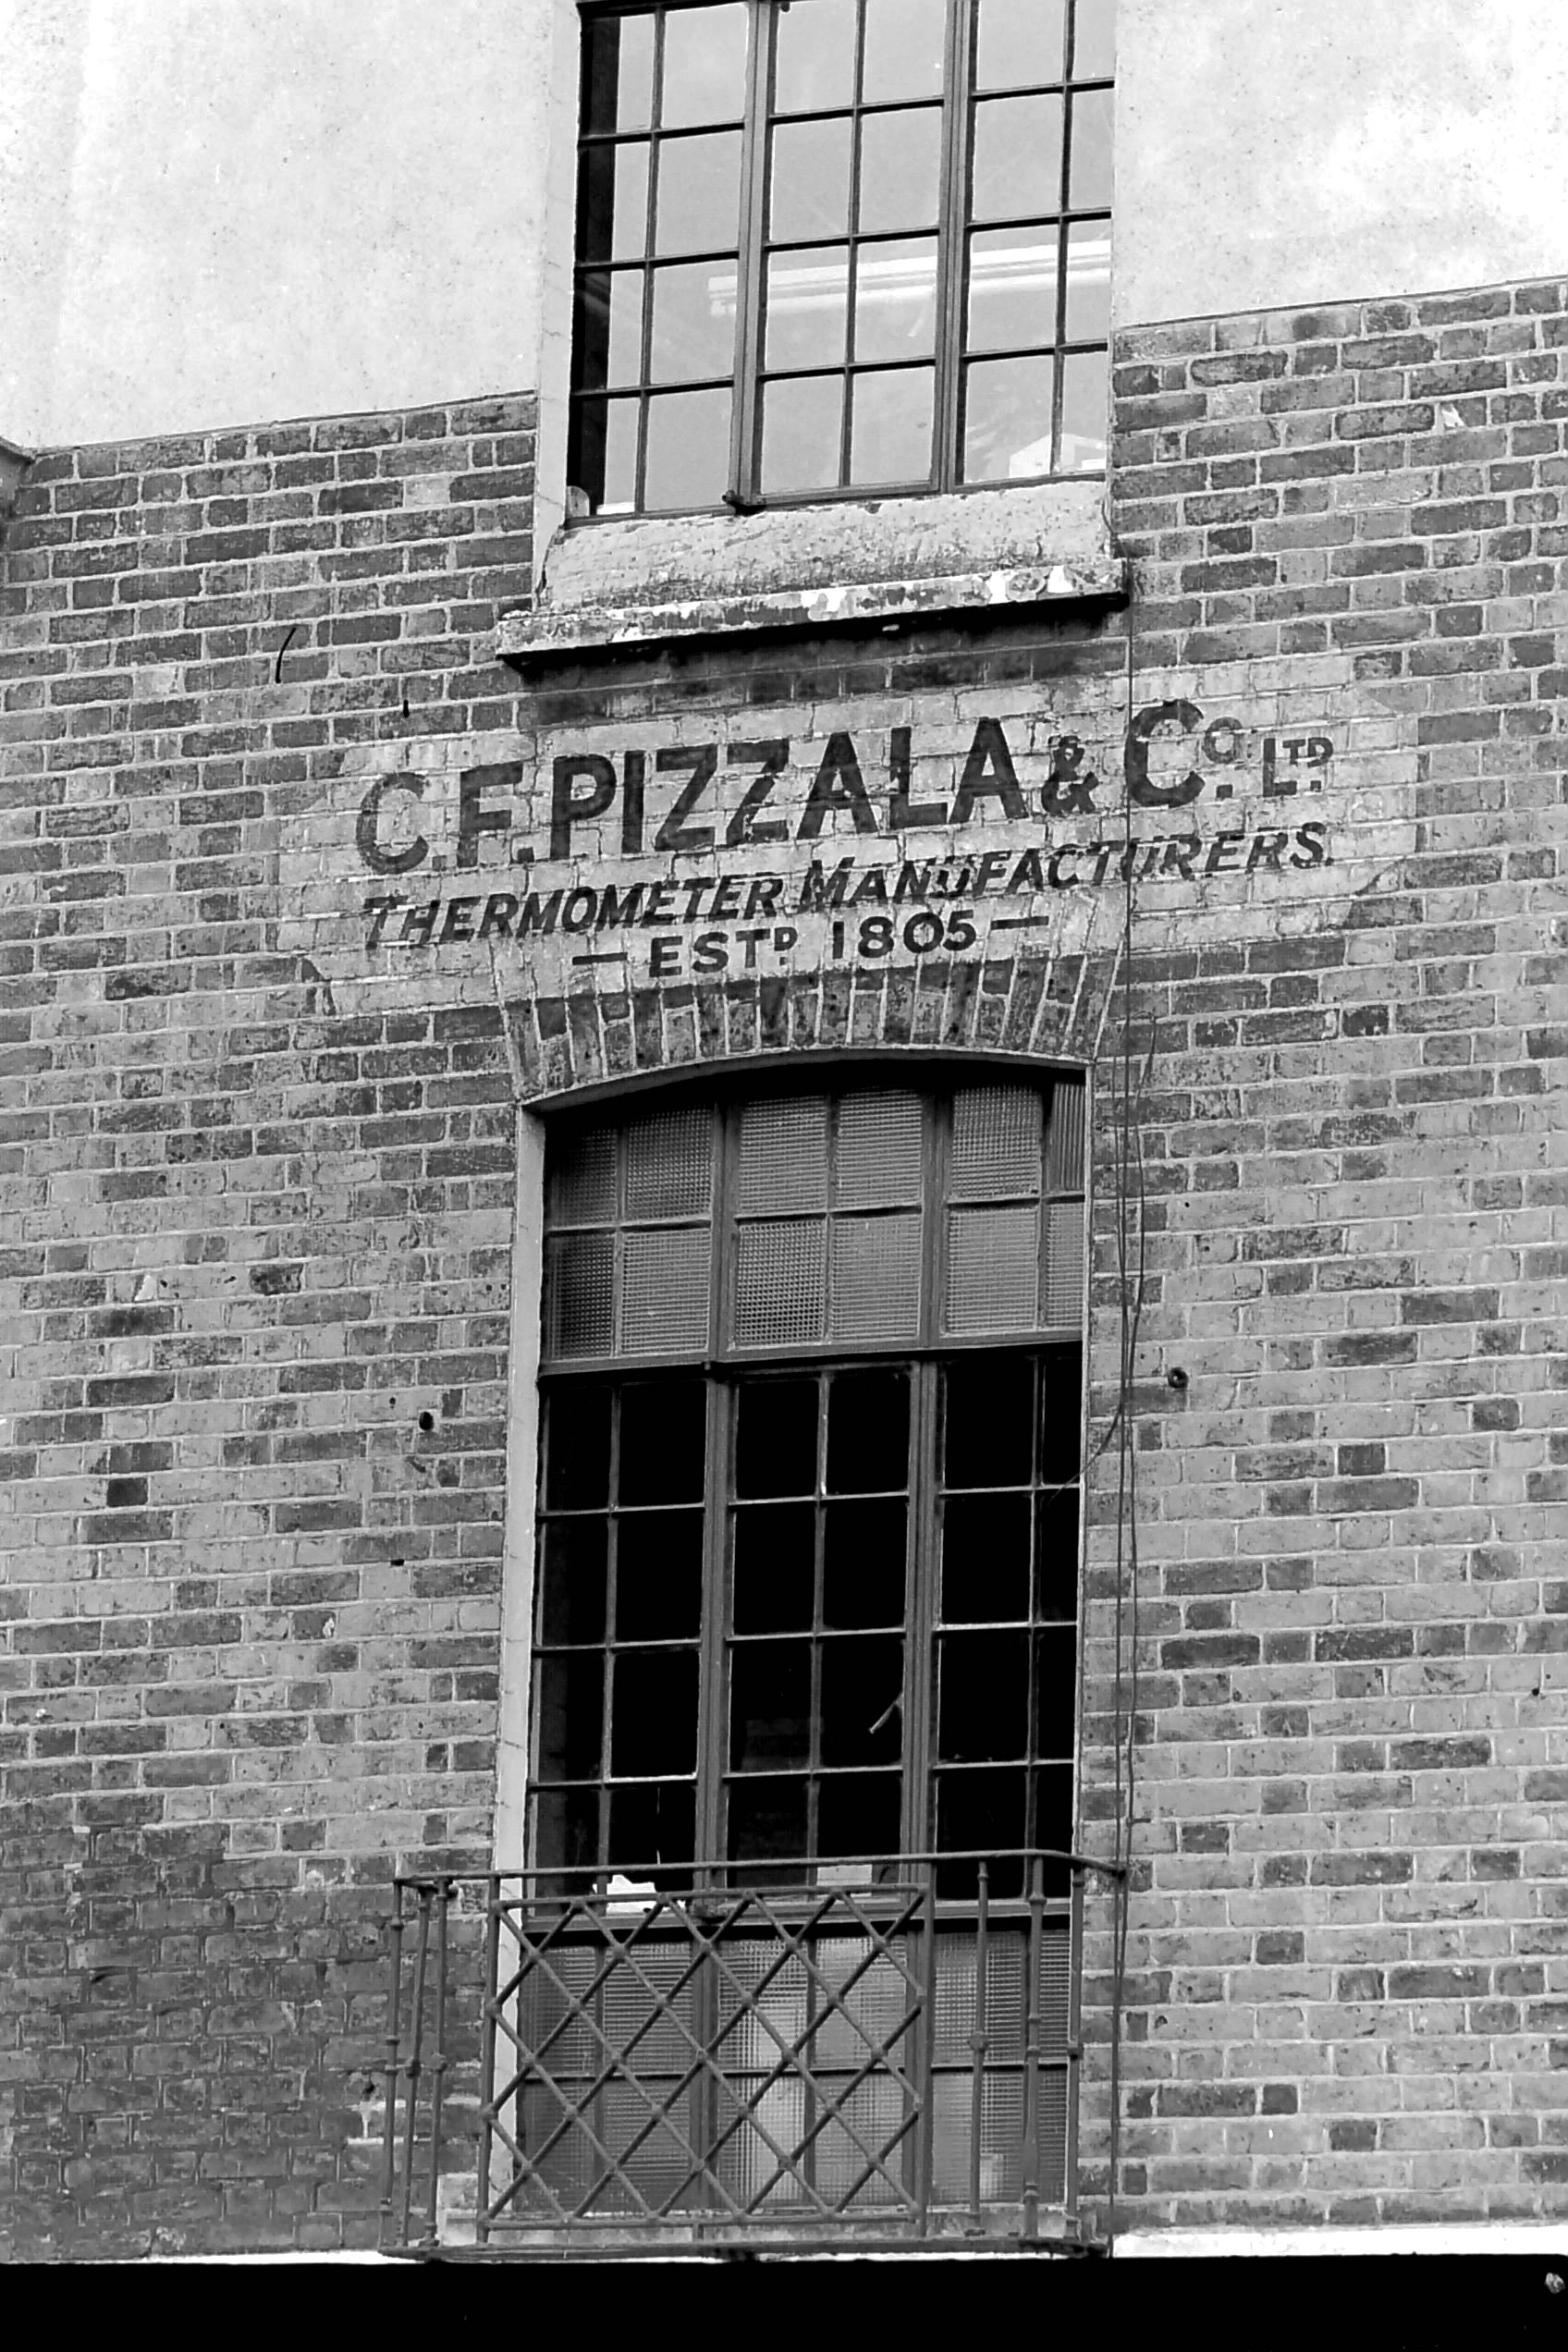 C.F. PIZZALA & Co. LTD.
THERMOMETER MANUFACTURERS.
— ESTD. 1805 —